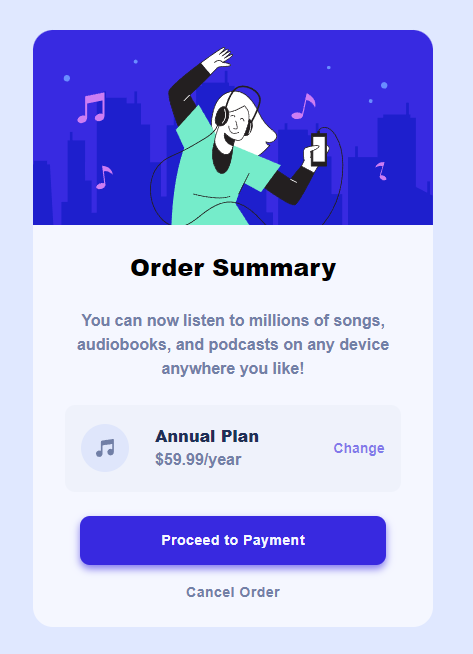 Order Summary
You can now listen to millions of songs,
audiobooks, and podcasts on any device
anywhere you like!
Annual Plan
$59.99/year
Change
Proceed to Payment
Cancel Order